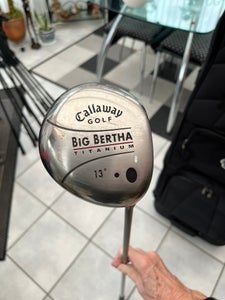 Callaway
GOLF
BIG BERTHA
TITANIUM
13°